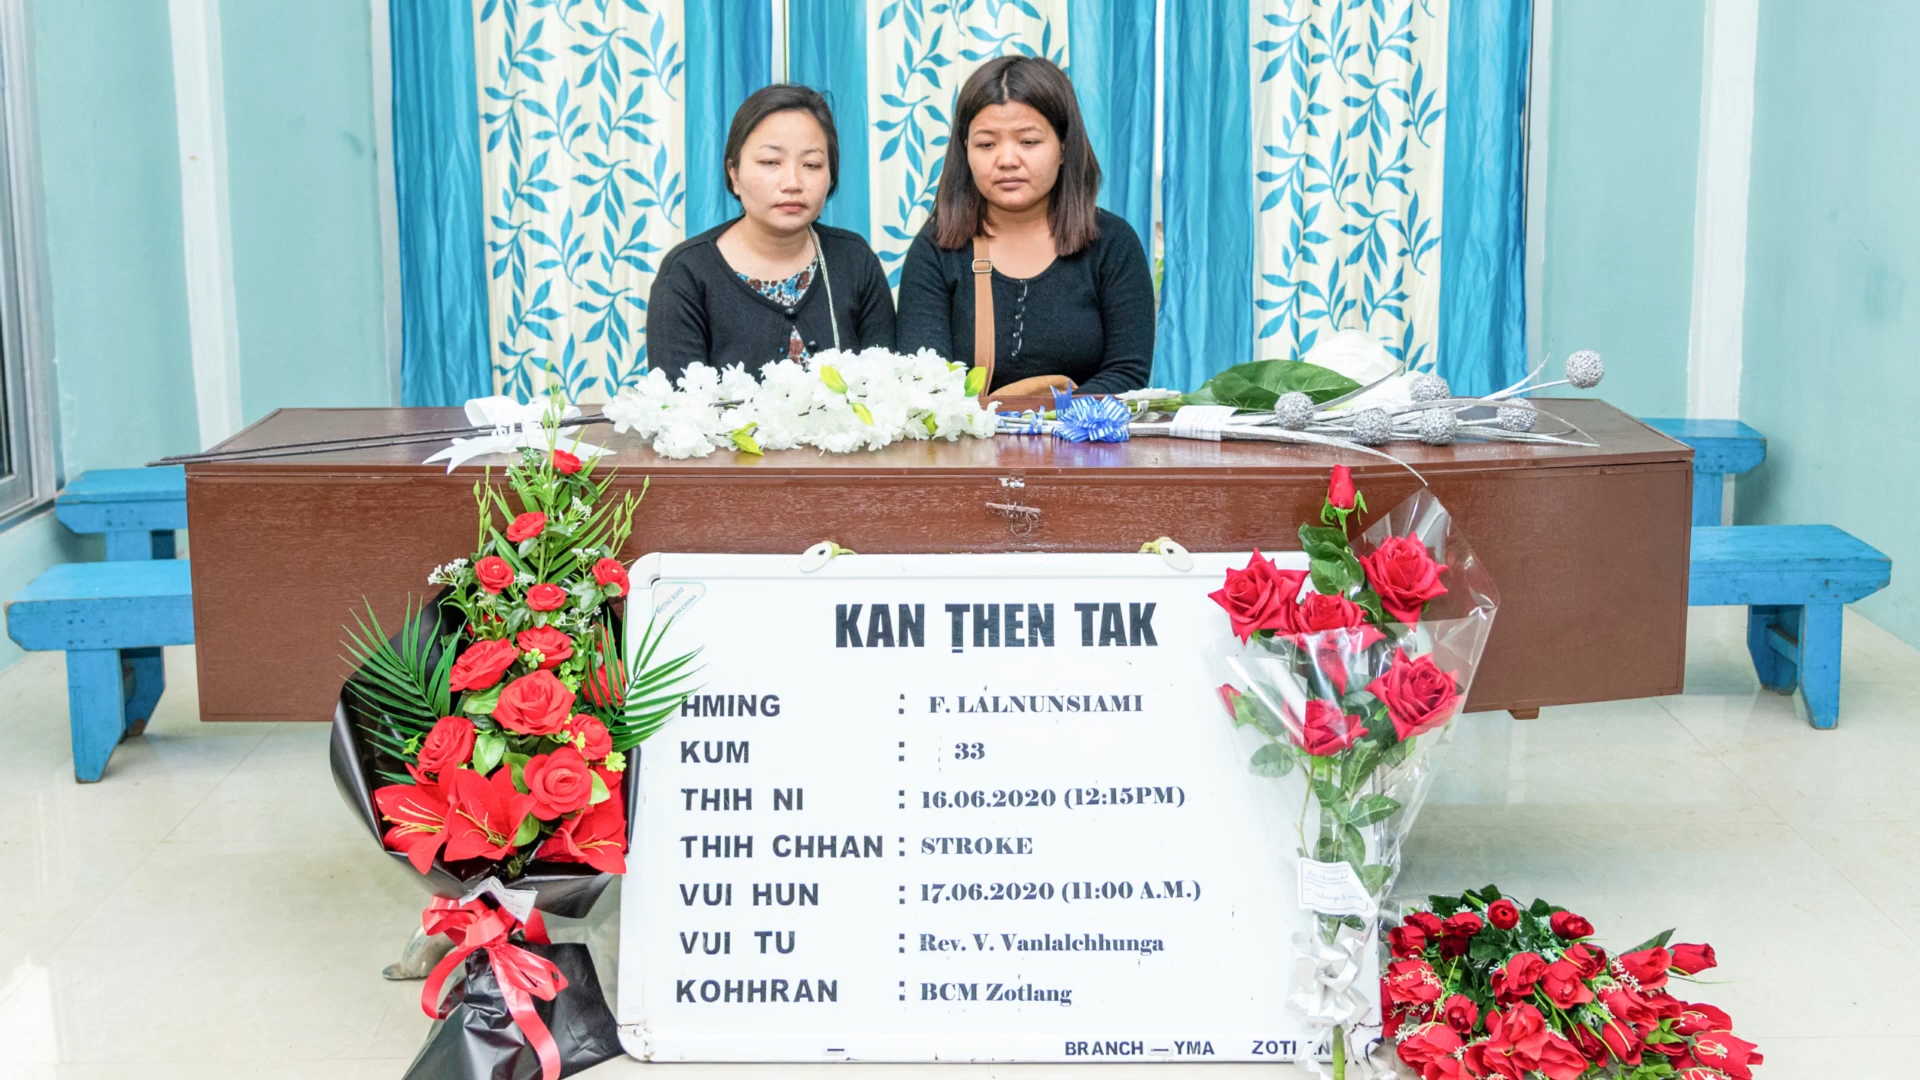 KAN ṬHEN TAK
HMING : F. LALNUNSIAMI
KUM : 33
THIH NI : 16.06.2020 (12:15PM)
THIH CHHAN : STROKE
VUI HUN : 17.06.2020 (11:00 A.M.)
VUI TU : Rev. V. Vanlalchhunga
KOHHRAN : BCM Zotlang
BRANCH — YMA